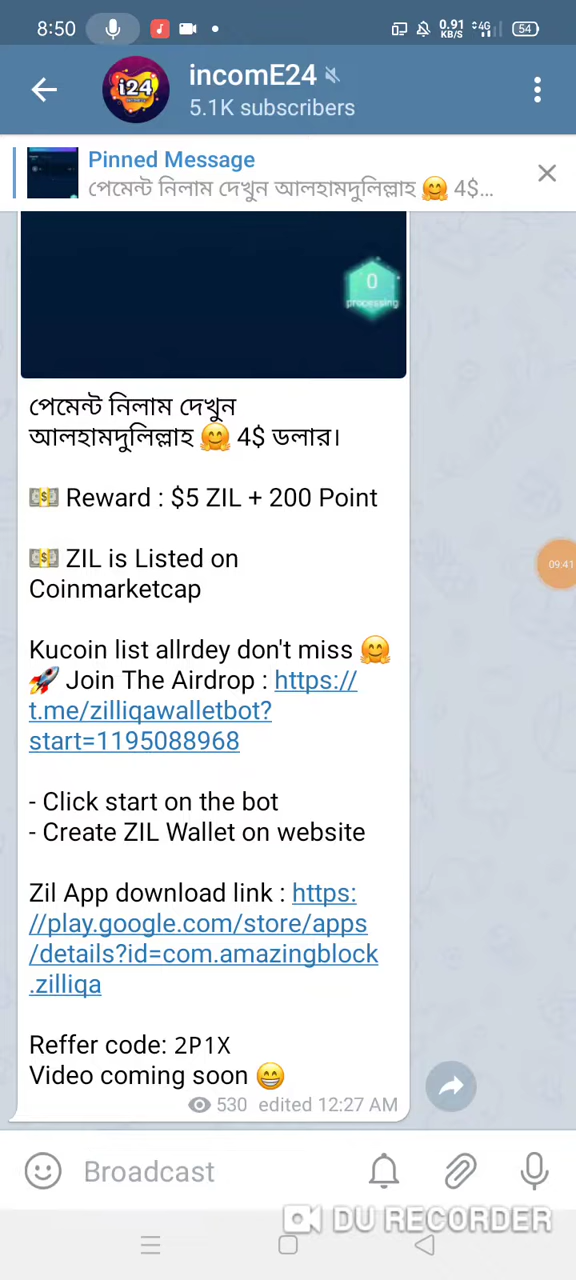 8:50
0.91
KB/S
4G
54
i24
incomE24
5.1K subscribers
Pinned Message
পেমেন্ট নিলাম দেখুন আলহামদুলিল্লাহ 🤗 4$...
0
processing
পেমেন্ট নিলাম দেখুন
আলহামদুলিল্লাহ 🤗 4$ ডলার।
💵 Reward : $5 ZIL + 200 Point
💵 ZIL is Listed on
Coinmarketcap
09:41
Kucoin list allrdey don't miss 🤗
🚀 Join The Airdrop : https://
t.me/zilliqawalletbot?
start=1195088968
- Click start on the bot
- Create ZIL Wallet on website
Zil App download link : https:
//play.google.com/store/apps
/details?id=com.amazingblock
.zilliqa
Reffer code: 2P1X
Video coming soon 😁
530 edited 12:27 AM
Broadcast
DU RECORDER